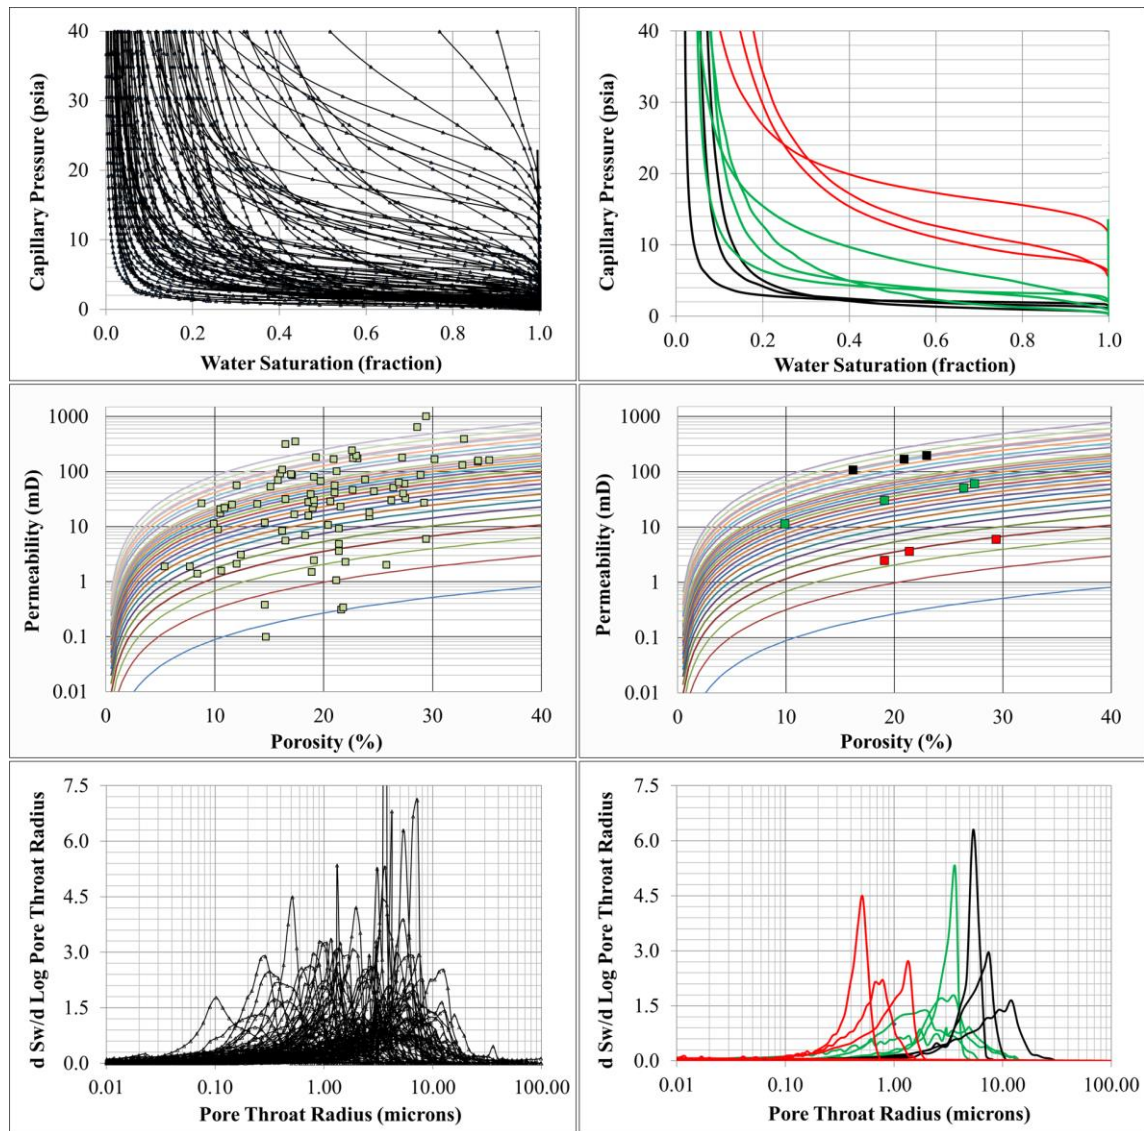 Capillary Pressure (psia)
40
30
20
10
0
0.0 0.2 0.4 0.6 0.8 1.0
Water Saturation (fraction)
Capillary Pressure (psia)
40
30
20
10
0
0.0 0.2 0.4 0.6 0.8 1.0
Water Saturation (fraction)
Permeability (mD)
1000
100
10
1
0.1
0.01
0 10 20 30 40
Porosity (%)
Permeability (mD)
1000
100
10
1
0.1
0.01
0 10 20 30 40
Porosity (%)
d Sw/d Log Pore Throat Radius
7.5
6.0
4.5
3.0
1.5
0.0
0.01 0.10 1.00 10.00 100.00
Pore Throat Radius (microns)
d Sw/d Log Pore Throat Radius
7.5
6.0
4.5
3.0
1.5
0.0
0.01 0.10 1.00 10.00 100.00
Pore Throat Radius (microns)